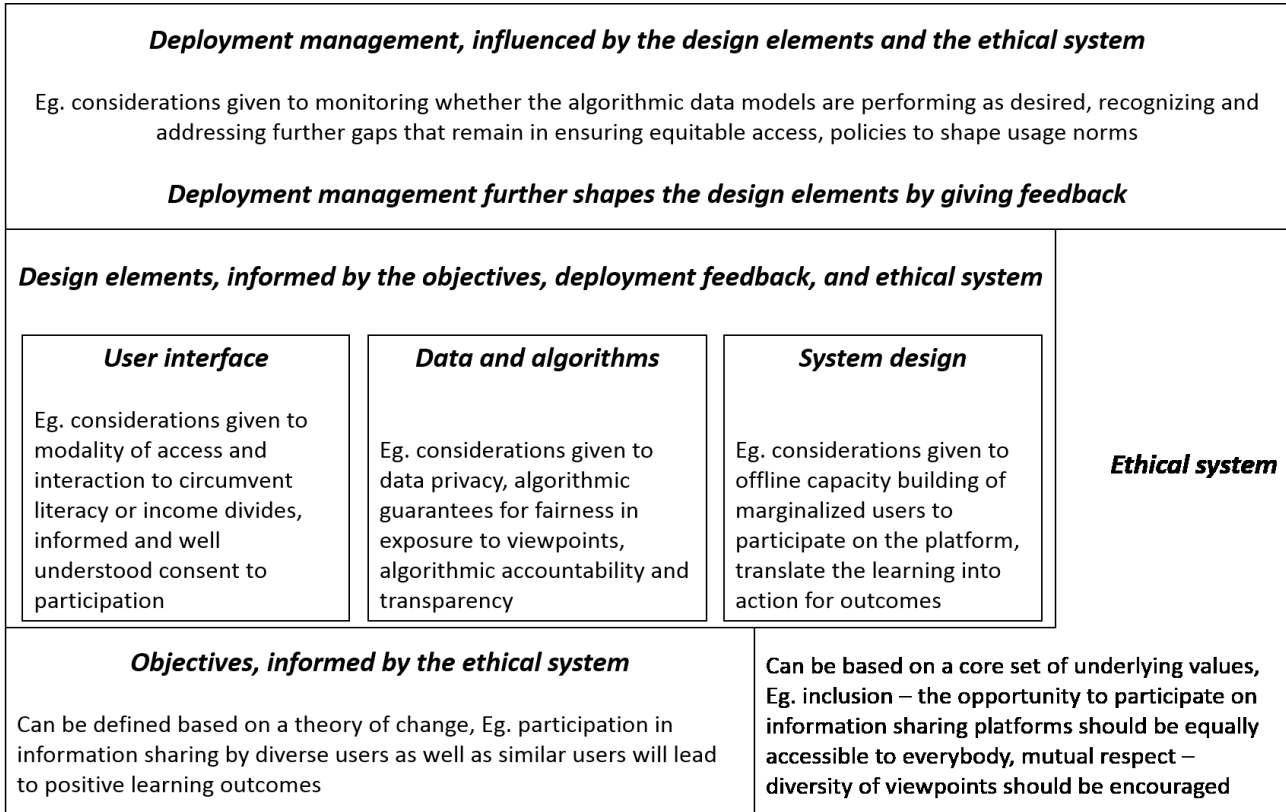 Deployment management, influenced by the design elements and the ethical system
Eg. considerations given to monitoring whether the algorithmic data models are performing as desired, recognizing and
addressing further gaps that remain in ensuring equitable access, policies to shape usage norms
Deployment management further shapes the design elements by giving feedback
Design elements, informed by the objectives, deployment feedback, and ethical system
User interface
Eg. considerations given to
modality of access and
interaction to circumvent
literacy or income divides,
informed and well
understood consent to
participation
Data and algorithms
Eg. considerations given to
data privacy, algorithmic
guarantees for fairness in
exposure to viewpoints,
algorithmic accountability and
transparency
System design
Eg. considerations given to
offline capacity building of
marginalized users to
participate on the platform,
translate the learning into
action for outcomes
Ethical system
Objectives, informed by the ethical system
Can be defined based on a theory of change, Eg. participation in
information sharing by diverse users as well as similar users will lead
to positive learning outcomes
Can be based on a core set of underlying values,
Eg. inclusion – the opportunity to participate on
information sharing platforms should be equally
accessible to everybody, mutual respect –
diversity of viewpoints should be encouraged